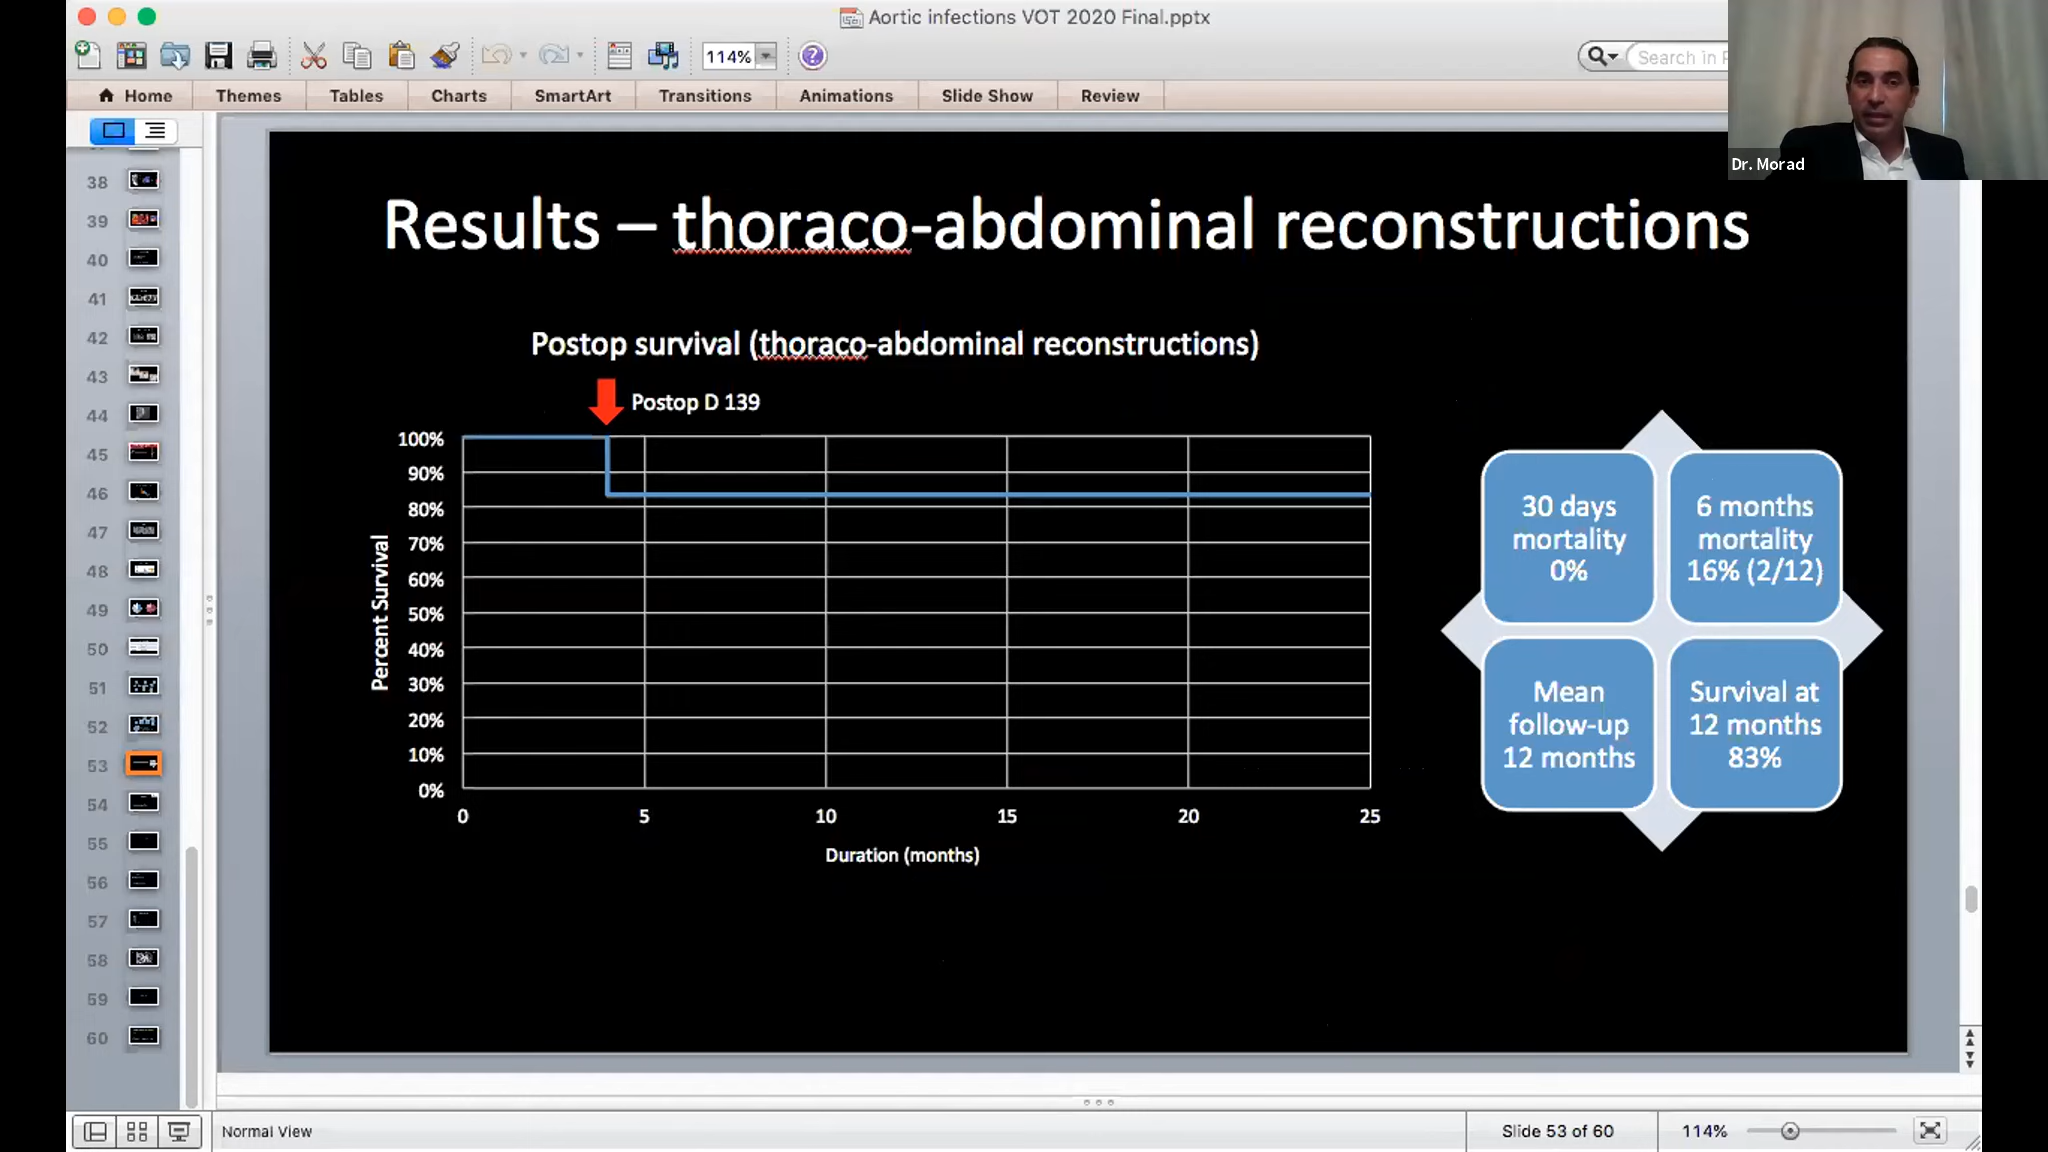 Aortic infections VOT 2020 Final.pptx
114%
Search in P
Home Themes Tables Charts SmartArt Transitions Animations Slide Show Review
Dr. Morad
38
39
40
41
42
43
44
45
46
47
48
49
50
51
52
53
54
55
56
57
58
59
60
Results – thoraco-abdominal reconstructions
Postop survival (thoraco-abdominal reconstructions)
Postop D 139
Percent Survival
100%
90%
80%
70%
60%
50%
40%
30%
20%
10%
0%
0 5 10 15 20 25
Duration (months)
30 days
mortality
0%
6 months
mortality
16% (2/12)
Mean
follow-up
12 months
Survival at
12 months
83%
Normal View
Slide 53 of 60
114%